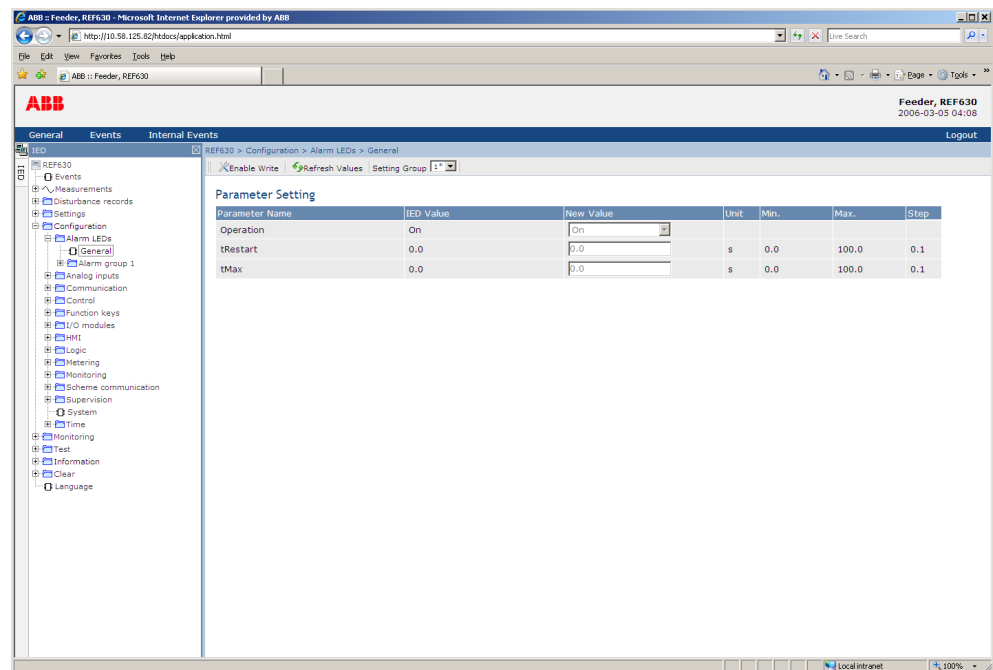 ABB :: Feeder, REF630 - Microsoft Internet Explorer provided by ABB
http://10.58.125.82/htdocs/application.html
Live Search
File Edit View Favorites Tools Help
ABB :: Feeder, REF630
Page Tools
ABB
Feeder, REF630
2006-03-05 04:08
General Events Internal Events Logout
IED
REF630 > Configuration > Alarm LEDs > General
IED
Enable Write Refresh Values Setting Group 1*
REF630
Events
Measurements
Disturbance records
Settings
Configuration
Alarm LEDs
General
Alarm group 1
Analog inputs
Communication
Control
Function keys
I/O modules
HMI
Logic
Metering
Monitoring
Scheme communication
Supervision
System
Time
Monitoring
Test
Information
Clear
Language
Parameter Setting
Parameter Name IED Value New Value Unit Min. Max. Step
Operation On On
tRestart 0.0 0.0 s 0.0 100.0 0.1
tMax 0.0 0.0 s 0.0 100.0 0.1
Local intranet 100%